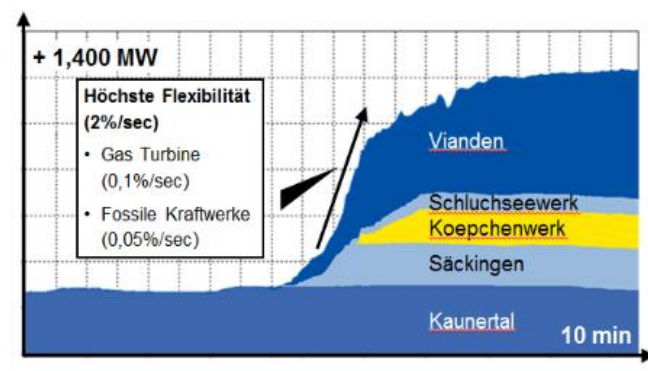 + 1,400 MW
Höchste Flexibilität
(2%/sec)
• Gas Turbine
(0,1%/sec)
• Fossile Kraftwerke
(0,05%/sec)
Vianden
Schluchseewerk
Koepchenwerk
Säckingen
Kaunertal
10 min